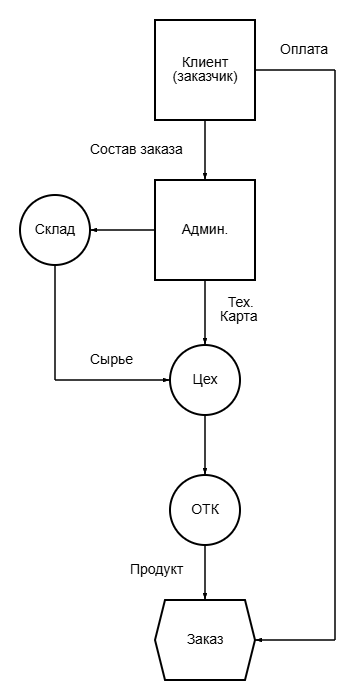 Оплата
Клиент
(заказчик)
Состав заказа
Склад
Админ.
Тех.
Карта
Сырье
Цех
ОТК
Продукт
Заказ